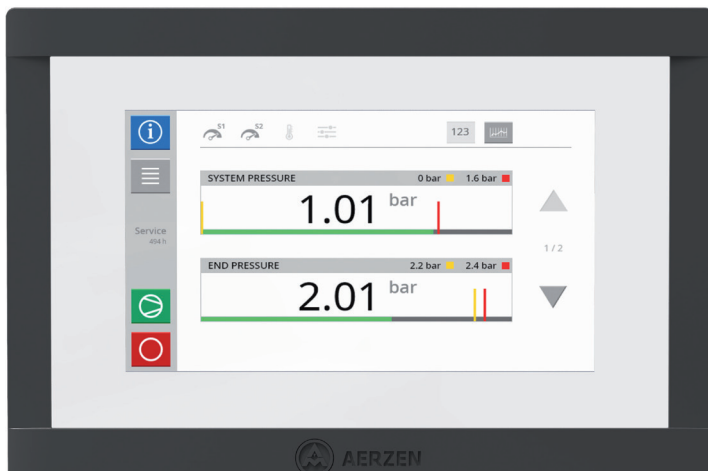 S1
S2
123
SYSTEM PRESSURE 0 bar 1.6 bar
1.01 bar
Service
454 h
1 / 2
END PRESSURE 2.2 bar 2.4 bar
2.01 bar
AERZEN